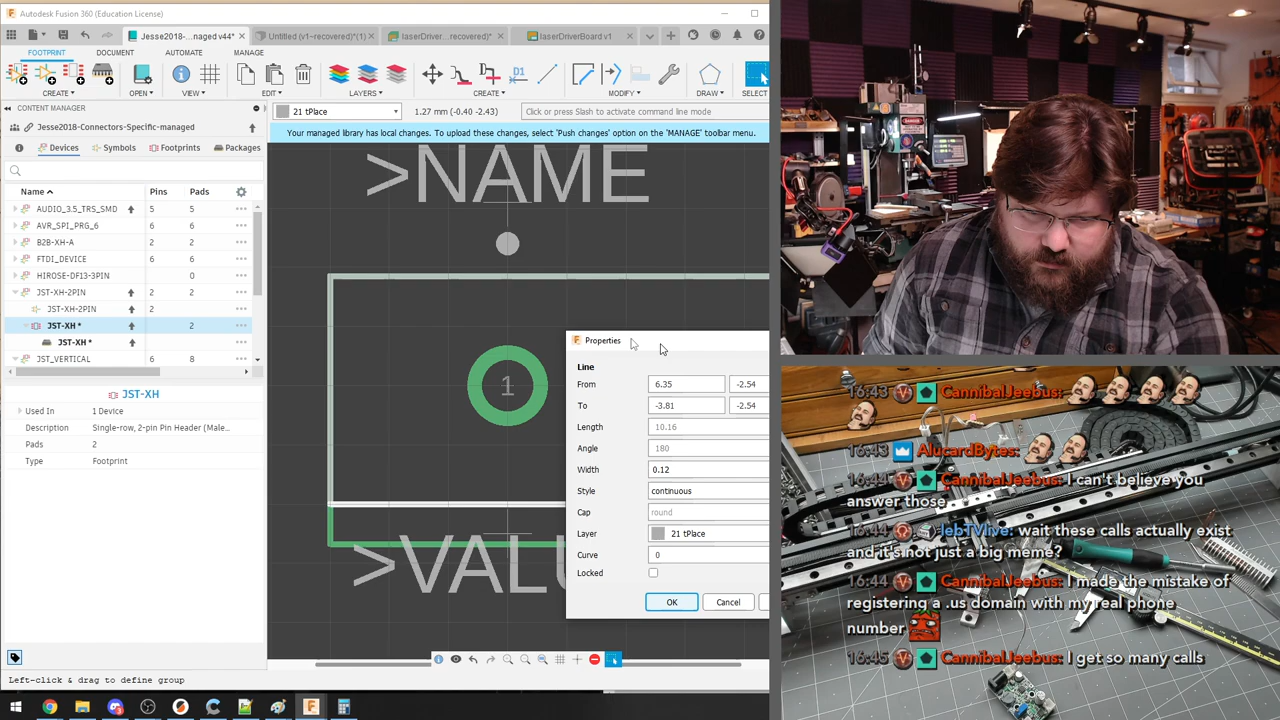 Autodesk Fusion 360 (Education License)
Jesse2018-...naged v44*
Untitled (v1~recovered)*(1)
laserDriver...recovered)*
laserDriverBoard v1
FOOTPRINT DOCUMENT AUTOMATE MANAGE
D1
CREATE OPEN VIEW EDIT LAYERS CREATE MODIFY DRAW SELECT
CONTENT MANAGER
21 tPlace
1.27 mm (-0.40 -2.43)
Click or press Slash to activate command line mode
Your managed library has local changes. To upload these changes, select 'Push changes' option on the 'MANAGE' toolbar menu.
Devices Symbols Footprints
Name Pins Pads
AUDIO_3.5_TRS_SMD 5 5
AVR_SPI_PRG_6 6 6
B2B-XH-A 2 2
FTDI_DEVICE 6 6
HIROSE-DF13-3PIN 0
JST-XH-2PIN 2 2
JST-XH-2PIN 2
JST-XH * 2
JST-XH *
JST_VERTICAL 6 8
JST-XH
Used In 1 Device
Description Single-row, 2-pin Pin Header (Male...
Pads 2
Type Footprint
>NAME
1
>VALU
Properties
Line
From 6.35 -2.54
To -3.81 -2.54
Length 10.16
Angle 180
Width 0.12
Style continuous
Cap round
Layer 21 tPlace
Curve 0
Locked
OK Cancel
Left-click & drag to define group
16:43 CannibalJeebus:
16:43 AlucardBytes:
16:44 CannibalJeebus: I can't believe you
answer those
16:44 lebTVlive: wait these calls actually exist
and it's not just a big meme?
16:44 CannibalJeebus: I made the mistake of
registering a .us domain with my real phone
number
16:45 CannibalJeebus: I get so many calls